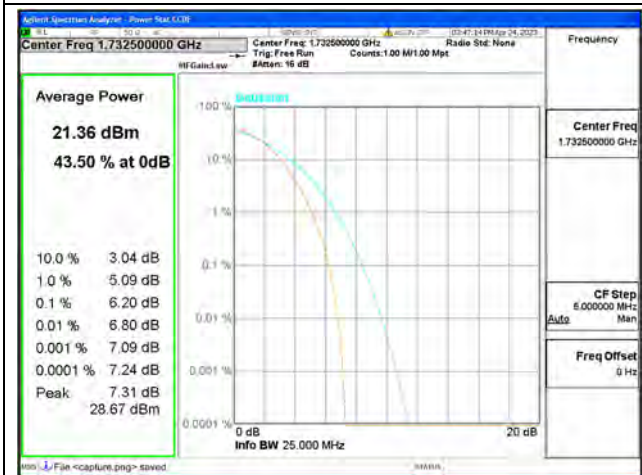 Agilent Spectrum Analyzer - Power Stat CCDF
Center Freq 1.732500000 GHz
Center Freq: 1.732500000 GHz
Radio Std: None
03:47:14 PM Apr 24, 2023
Trig: Free Run
Counts:1.00 M/1.00 Mpt
#IFGain:Low
#Atten: 16 dB
Frequency
Average Power
21.36 dBm
43.50 % at 0dB
10.0 % 3.04 dB
1.0 % 5.09 dB
0.1 % 6.20 dB
0.01 % 6.80 dB
0.001 % 7.09 dB
0.0001 % 7.24 dB
Peak 7.31 dB
28.67 dBm
100 %
Gaussian
10 %
1 %
0.1 %
0.01 %
0.001 %
0.0001 %
0 dB
20 dB
Info BW 25.000 MHz
Center Freq
1.732500000 GHz
CF Step
5.000000 MHz
Auto Man
Freq Offset
0 Hz
MSG
File <capture.png> saved
STATUS